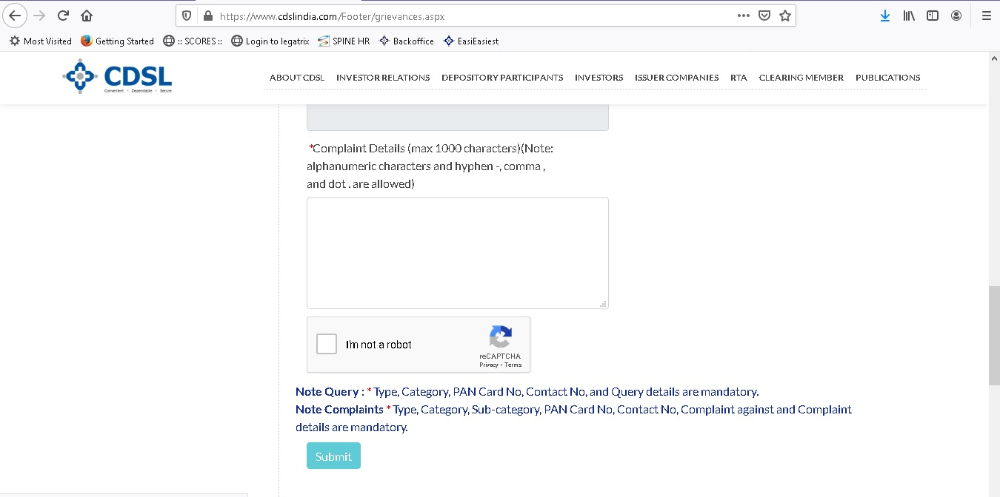 https://www.cdslindia.com/Footer/grievances.aspx
Most Visited Getting Started :: SCORES :: Login to legatrix SPINE HR Backoffice EasiEasiest
CDSL
Convenient Dependable Secure
ABOUT CDSL INVESTOR RELATIONS DEPOSITORY PARTICIPANTS INVESTORS ISSUER COMPANIES RTA CLEARING MEMBER PUBLICATIONS
*Complaint Details (max 1000 characters)(Note:
alphanumeric characters and hyphen -, comma ,
and dot . are allowed)
I'm not a robot
reCAPTCHA
Privacy - Terms
Note Query : * Type, Category, PAN Card No, Contact No, and Query details are mandatory.
Note Complaints * Type, Category, Sub-category, PAN Card No, Contact No, Complaint against and Complaint
details are mandatory.
Submit